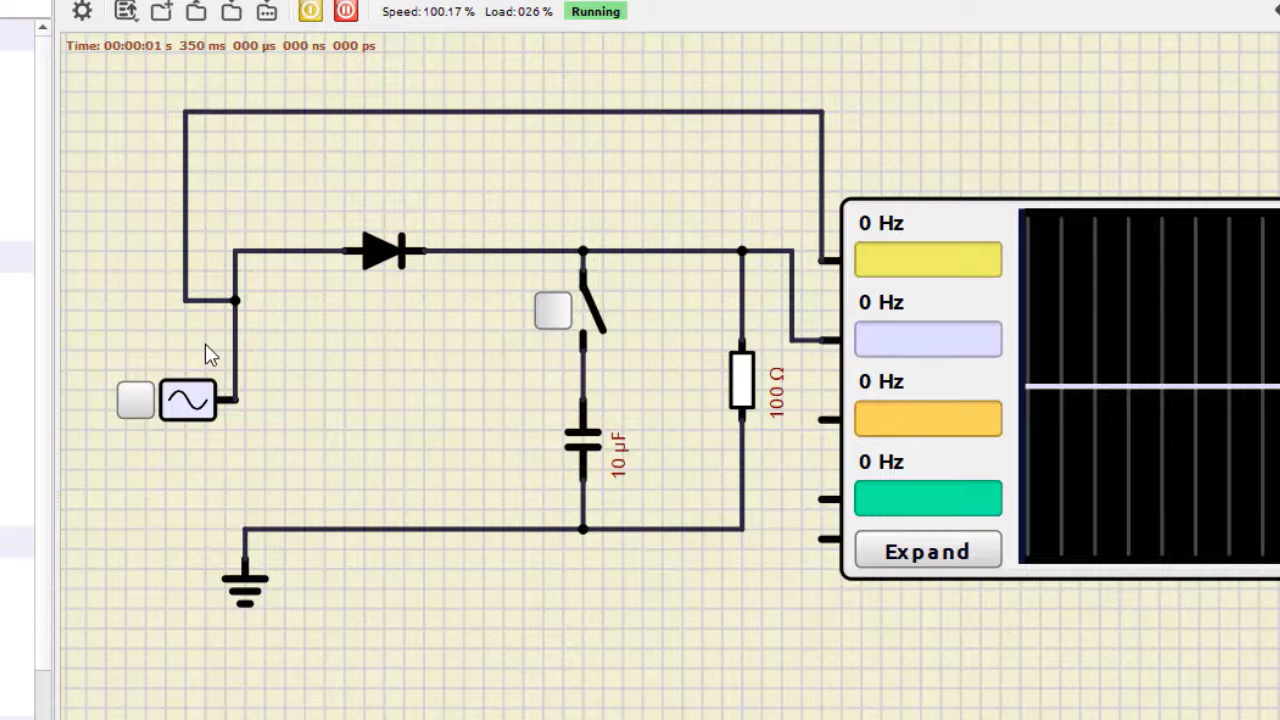 Speed: 100.17 % Load: 026 % Running
Time: 00:00:01 s 350 ms 000 µs 000 ns 000 ps
0 Hz
0 Hz
100 Ω
0 Hz
10 µF
0 Hz
Expand